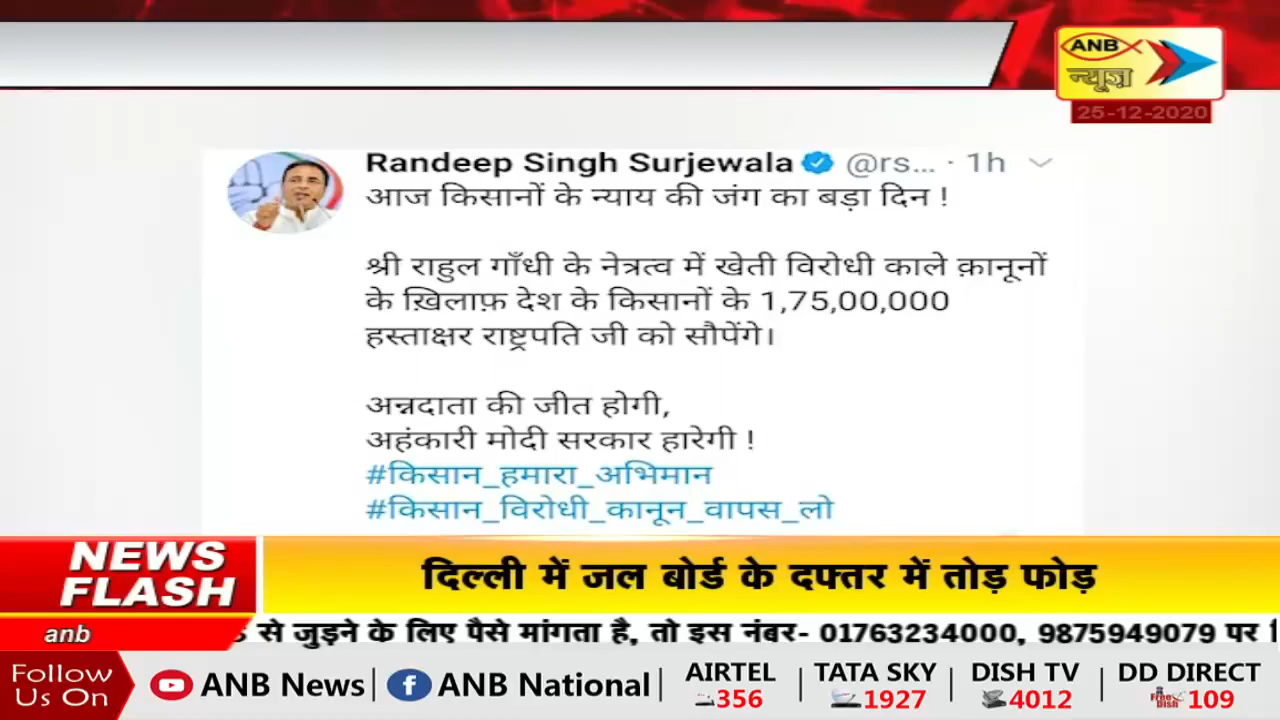 ANB
न्यूज़
25-12-2020
Randeep Singh Surjewala @rs... · 1h
आज किसानों के न्याय की जंग का बड़ा दिन !
श्री राहुल गाँधी के नेत्रत्व में खेती विरोधी काले क़ानूनों
के ख़िलाफ़ देश के किसानों के 1,75,00,000
हस्ताक्षर राष्ट्रपति जी को सौपेंगे।
अन्नदाता की जीत होगी,
अहंकारी मोदी सरकार हारेगी !
#किसान_हमारा_अभिमान
#किसान_विरोधी_कानून_वापस_लो
NEWS
FLASH
दिल्ली में जल बोर्ड के दफ्तर में तोड़ फोड़
anb
से जुड़ने के लिए पैसे मांगता है, तो इस नंबर- 01763234000, 9875949079 पर
Follow
Us On
ANB News
ANB National
AIRTEL
356
TATA SKY
1927
DISH TV
4012
DD DIRECT
Free Dish
109